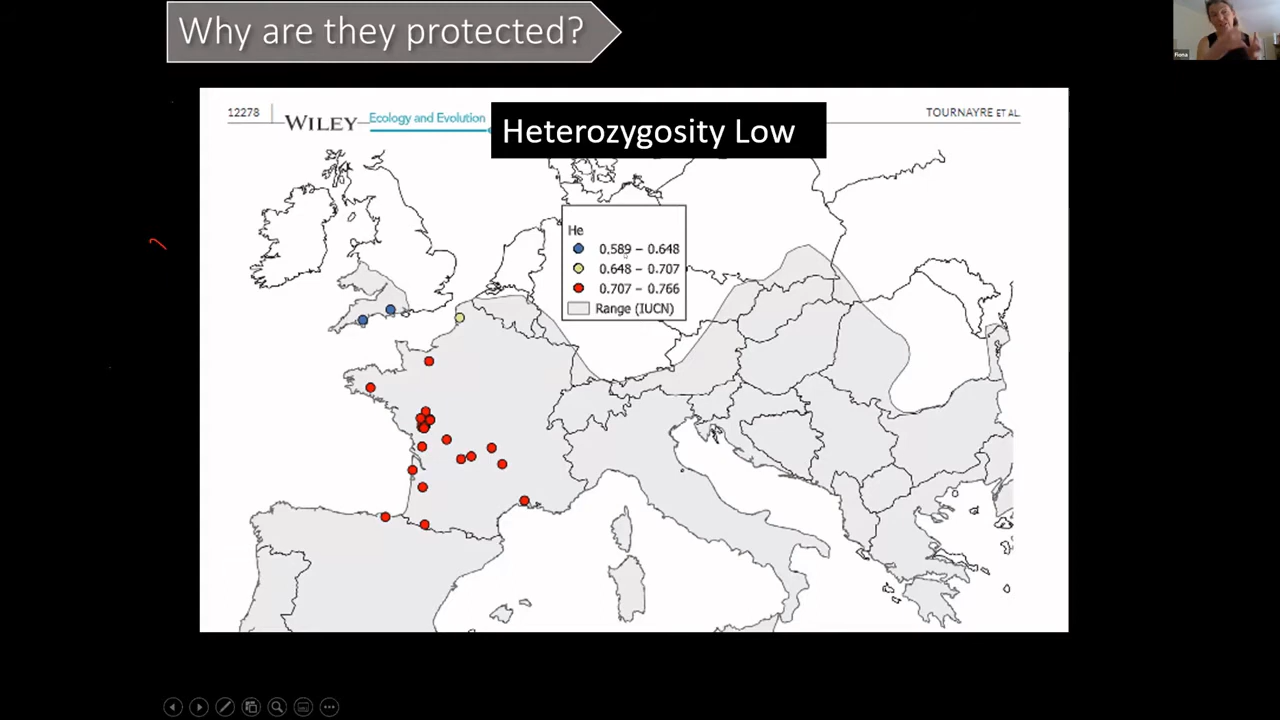 Why are they protected?
Fiona
12278
WILEY
Ecology and Evolution
Heterozygosity Low
TOURNAYRE ET AL.
He
0.589 – 0.648
0.648 – 0.707
0.707 – 0.766
Range (IUCN)